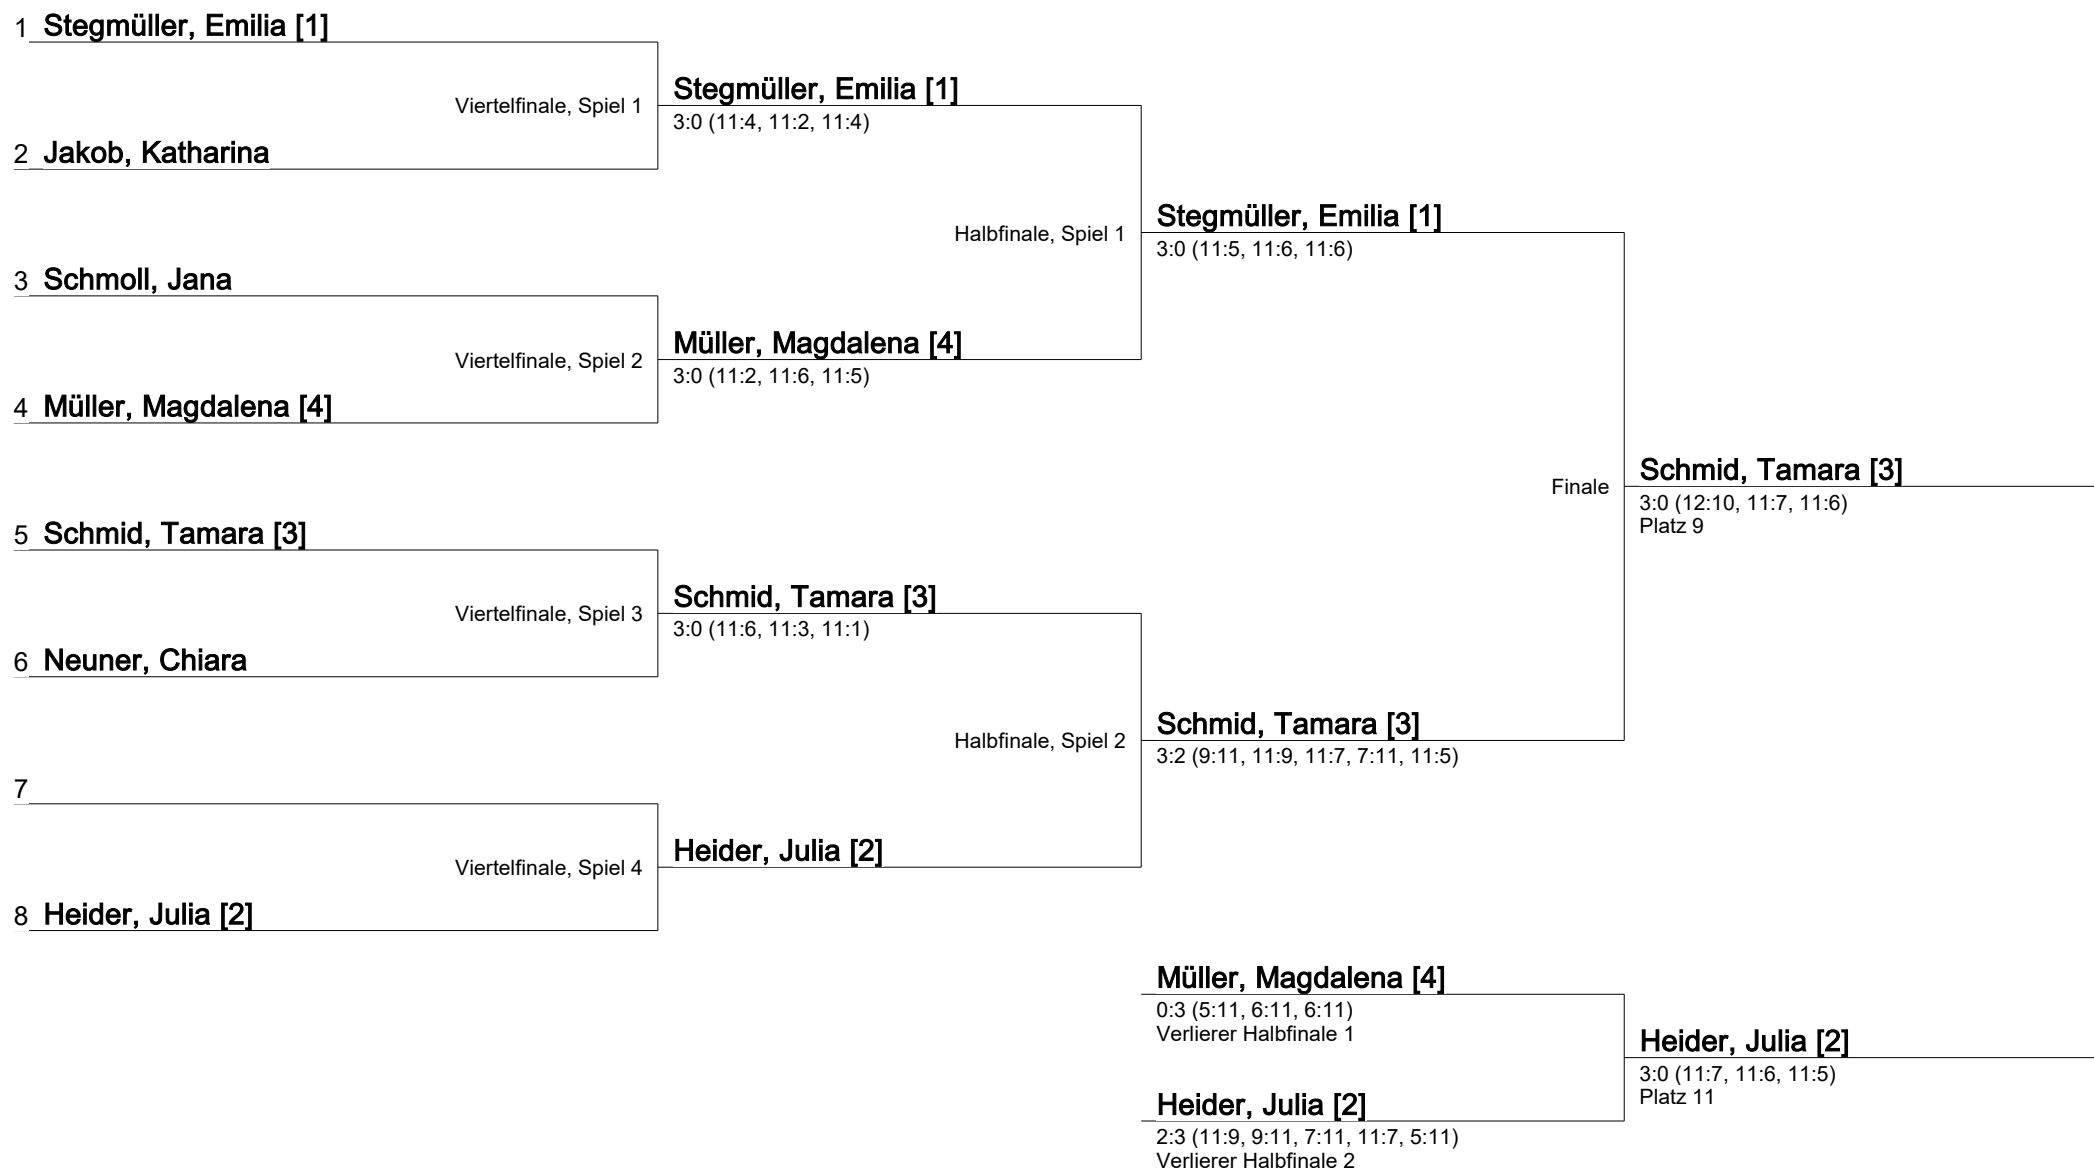 1 Stegmüller, Emilia [1]
Viertelfinale, Spiel 1
2 Jakob, Katharina
Stegmüller, Emilia [1]
3:0 (11:4, 11:2, 11:4)
3 Schmoll, Jana
Viertelfinale, Spiel 2
4 Müller, Magdalena [4]
Müller, Magdalena [4]
3:0 (11:2, 11:6, 11:5)
Halbfinale, Spiel 1
Stegmüller, Emilia [1]
3:0 (11:5, 11:6, 11:6)
5 Schmid, Tamara [3]
Viertelfinale, Spiel 3
6 Neuner, Chiara
Schmid, Tamara [3]
3:0 (11:6, 11:3, 11:1)
7
Viertelfinale, Spiel 4
8 Heider, Julia [2]
Heider, Julia [2]
Halbfinale, Spiel 2
Schmid, Tamara [3]
3:2 (9:11, 11:9, 11:7, 7:11, 11:5)
Finale
Schmid, Tamara [3]
3:0 (12:10, 11:7, 11:6)
Platz 9
Müller, Magdalena [4]
0:3 (5:11, 6:11, 6:11)
Verlierer Halbfinale 1
Heider, Julia [2]
2:3 (11:9, 9:11, 7:11, 11:7, 5:11)
Verlierer Halbfinale 2
Heider, Julia [2]
3:0 (11:7, 11:6, 11:5)
Platz 11